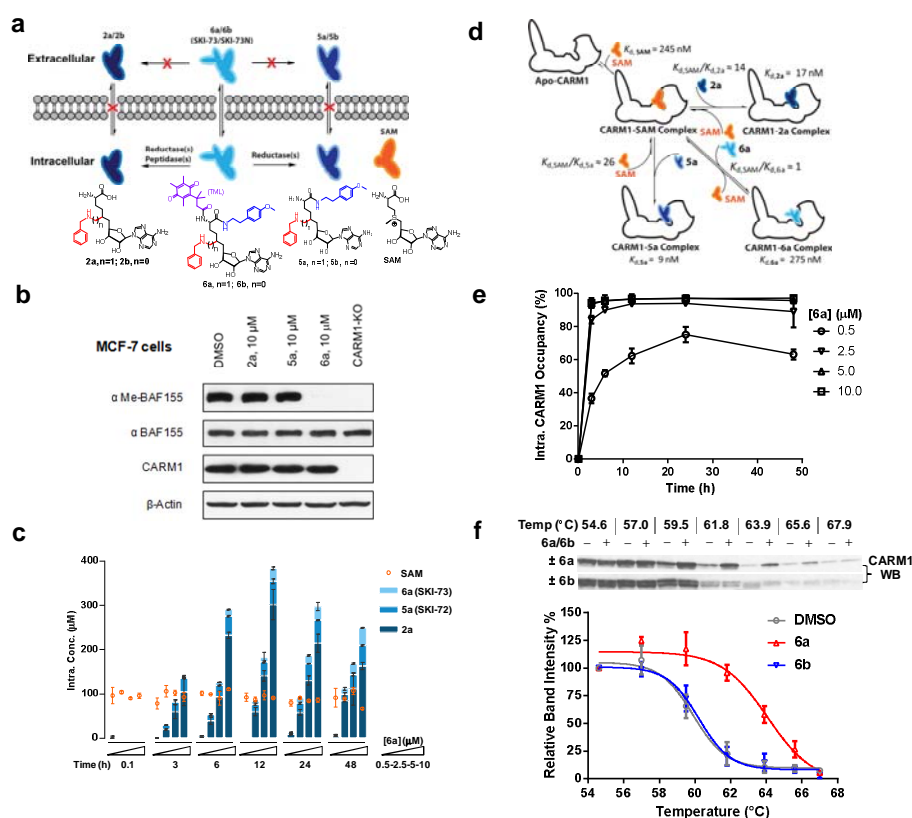 a
2a/2b
6a/6b
(SKI-73/SKI-73N)
5a/5b
Extracellular
SAM
Intracellular
Reductase(s)
Peptidase(s)
Reductase(s)
(TML)
2a, n=1; 2b, n=0
6a, n=1; 6b, n=0
5a, n=1; 5b, n=0
SAM
b
MCF-7 cells
DMSO
2a, 10 μM
5a, 10 μM
6a, 10 μM
CARM1-KO
α Me-BAF155
α BAF155
CARM1
β-Actin
c
Intra. Conc. (μM)
400
300
200
100
0
SAM
6a (SKI-73)
5a (SKI-72)
2a
[6a] (μM)
Time (h) 0.1 3 6 12 24 48 0.5-2.5-5-10
d
Kd,SAM = 245 nM
SAM
Apo-CARM1
Kd,SAM/Kd,2a = 14
2a
Kd,2a = 17 nM
CARM1-SAM Complex
SAM
CARM1-2a Complex
6a
Kd,SAM/Kd,5a = 26
SAM
5a
Kd,SAM/Kd,6a = 1
SAM
CARM1-5a Complex
Kd,5a = 9 nM
CARM1-6a Complex
Kd,6a = 275 nM
e
Intra. CARM1 Occupancy (%)
100
80
60
40
20
0
0 10 20 30 40 50
Time (h)
[6a] (μM)
0.5
2.5
5.0
10.0
f
Temp (°C) 54.6 57.0 59.5 61.8 63.9 65.6 67.9
6a/6b − + − + − + − + − + − + − +
± 6a
± 6b
CARM1
WB
Relative Band Intensity %
125
100
75
50
25
0
DMSO
6a
6b
54 56 58 60 62 64 66 68
Temperature (°C)